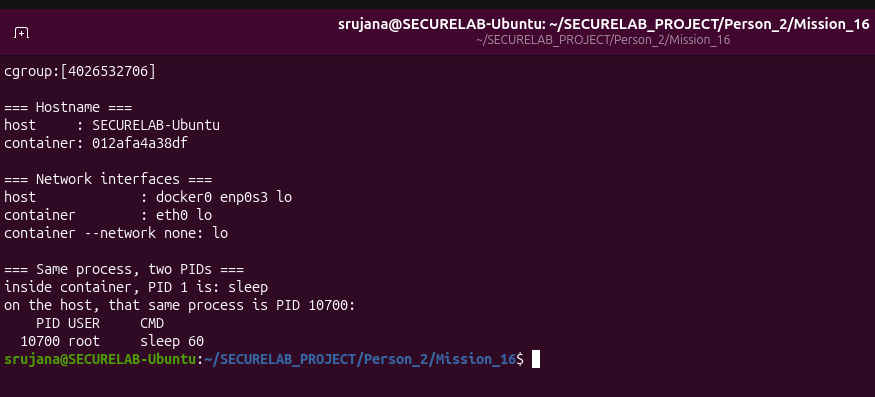 srujana@SECURELAB-Ubuntu: ~/SECURELAB_PROJECT/Person_2/Mission_16
~/SECURELAB_PROJECT/Person_2/Mission_16
cgroup:[4026532706]
=== Hostname ===
host     : SECURELAB-Ubuntu
container: 012afa4a38df
=== Network interfaces ===
host             : docker0 enp0s3 lo
container        : eth0 lo
container --network none: lo
=== Same process, two PIDs ===
inside container, PID 1 is: sleep
on the host, that same process is PID 10700:
    PID USER     CMD
  10700 root     sleep 60
srujana@SECURELAB-Ubuntu:~/SECURELAB_PROJECT/Person_2/Mission_16$